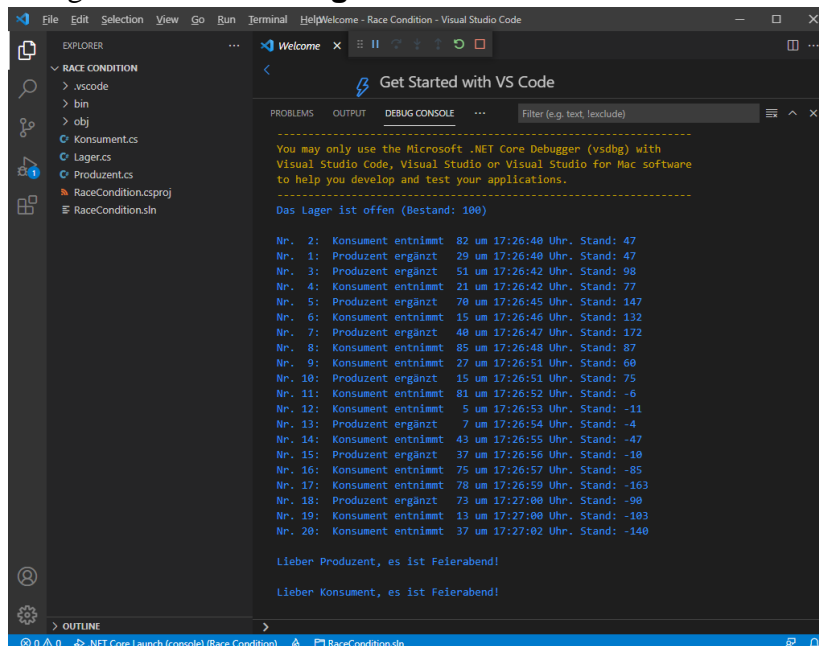 File Edit Selection View Go Run Terminal Help Welcome - Race Condition - Visual Studio Code
EXPLORER
Welcome
RACE CONDITION
.vscode
bin
obj
Konsument.cs
Lager.cs
Produzent.cs
RaceCondition.csproj
RaceCondition.sln
1
Get Started with VS Code
PROBLEMS OUTPUT DEBUG CONSOLE ... Filter (e.g. text, !exclude)
-------------------------------------------------------------------
You may only use the Microsoft .NET Core Debugger (vsdbg) with
Visual Studio Code, Visual Studio or Visual Studio for Mac software
to help you develop and test your applications.
-------------------------------------------------------------------
Das Lager ist offen (Bestand: 100)
Nr. 2: Konsument entnimmt 82 um 17:26:40 Uhr. Stand: 47
Nr. 1: Produzent ergänzt 29 um 17:26:40 Uhr. Stand: 47
Nr. 3: Produzent ergänzt 51 um 17:26:42 Uhr. Stand: 98
Nr. 4: Konsument entnimmt 21 um 17:26:42 Uhr. Stand: 77
Nr. 5: Produzent ergänzt 70 um 17:26:45 Uhr. Stand: 147
Nr. 6: Konsument entnimmt 15 um 17:26:46 Uhr. Stand: 132
Nr. 7: Produzent ergänzt 40 um 17:26:47 Uhr. Stand: 172
Nr. 8: Konsument entnimmt 85 um 17:26:48 Uhr. Stand: 87
Nr. 9: Konsument entnimmt 27 um 17:26:51 Uhr. Stand: 60
Nr. 10: Produzent ergänzt 15 um 17:26:51 Uhr. Stand: 75
Nr. 11: Konsument entnimmt 81 um 17:26:52 Uhr. Stand: -6
Nr. 12: Konsument entnimmt 5 um 17:26:53 Uhr. Stand: -11
Nr. 13: Produzent ergänzt 7 um 17:26:54 Uhr. Stand: -4
Nr. 14: Konsument entnimmt 43 um 17:26:55 Uhr. Stand: -47
Nr. 15: Produzent ergänzt 37 um 17:26:56 Uhr. Stand: -10
Nr. 16: Konsument entnimmt 75 um 17:26:57 Uhr. Stand: -85
Nr. 17: Konsument entnimmt 78 um 17:26:59 Uhr. Stand: -163
Nr. 18: Produzent ergänzt 73 um 17:27:00 Uhr. Stand: -90
Nr. 19: Konsument entnimmt 13 um 17:27:00 Uhr. Stand: -103
Nr. 20: Konsument entnimmt 37 um 17:27:02 Uhr. Stand: -140
Lieber Produzent, es ist Feierabend!
Lieber Konsument, es ist Feierabend!
OUTLINE
0 0 .NET Core Launch (console) (Race Condition) RaceCondition.sln